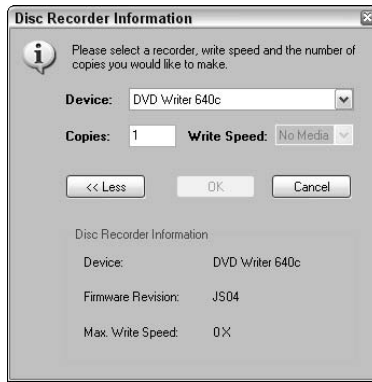 Disc Recorder Information
Please select a recorder, write speed and the number of
copies you would like to make.
Device: DVD Writer 640c
Copies: 1 Write Speed: No Media
<< Less OK Cancel
Disc Recorder Information
Device: DVD Writer 640c
Firmware Revision: JS04
Max. Write Speed: 0X